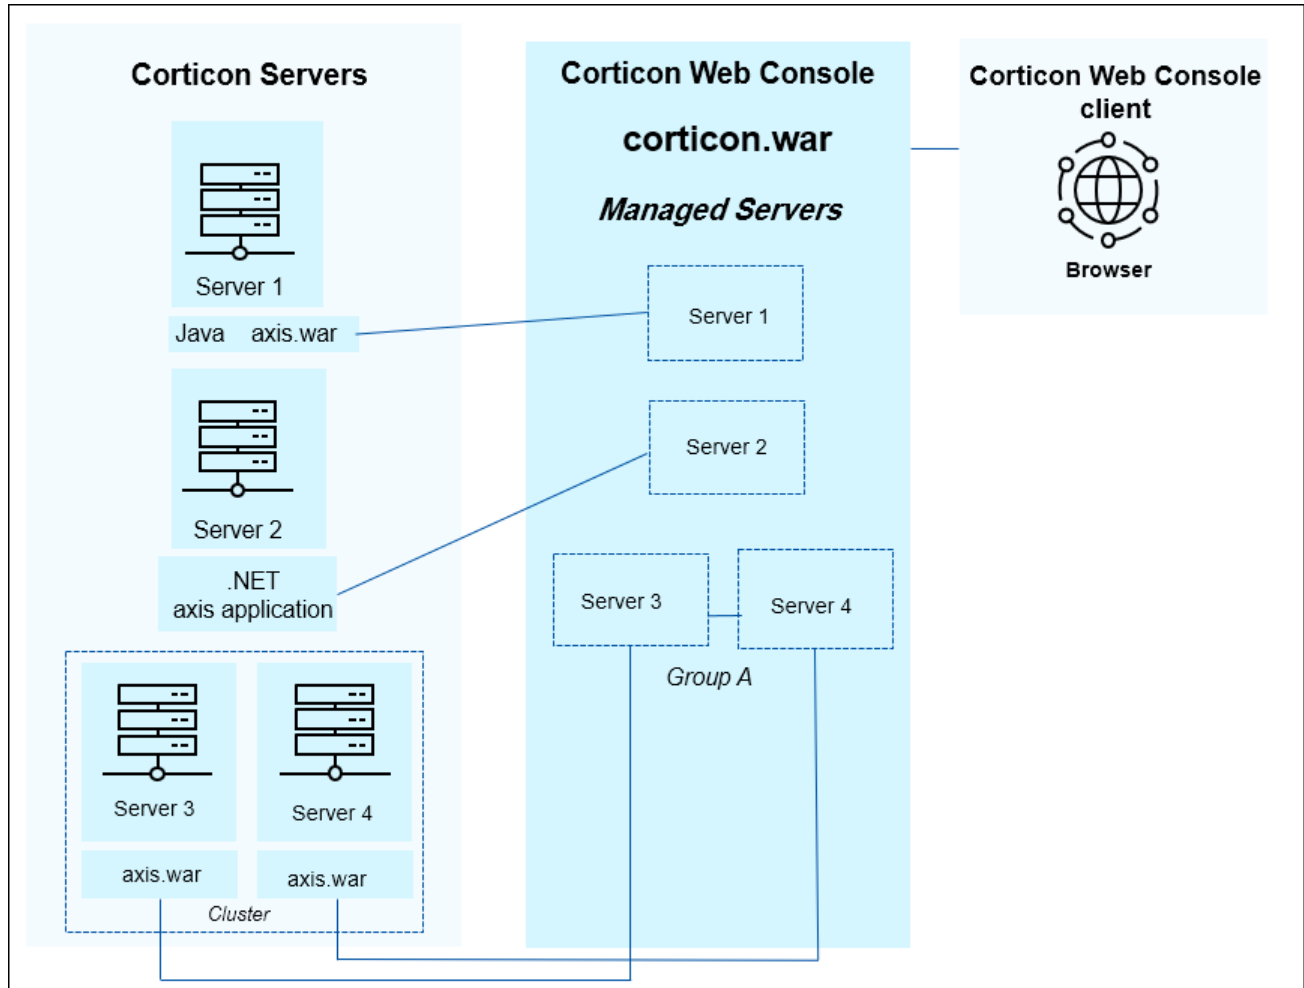 Corticon Servers
Server 1
Java axis.war
Server 2
.NET
axis application
Server 3
Server 4
axis.war
axis.war
Cluster
Corticon Web Console
corticon.war
Managed Servers
Server 1
Server 2
Server 3
Server 4
Group A
Corticon Web Console
client
Browser